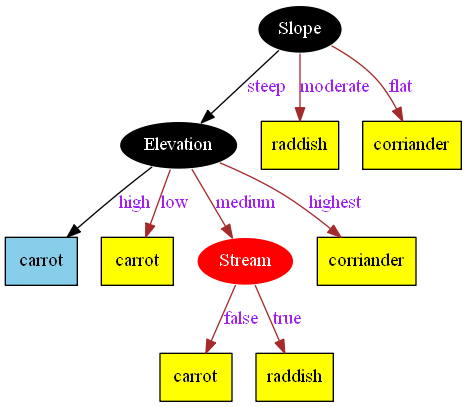 Slope
steep
moderate
flat
Elevation
raddish
corriander
high
low
medium
highest
carrot
carrot
Stream
corriander
false
true
carrot
raddish